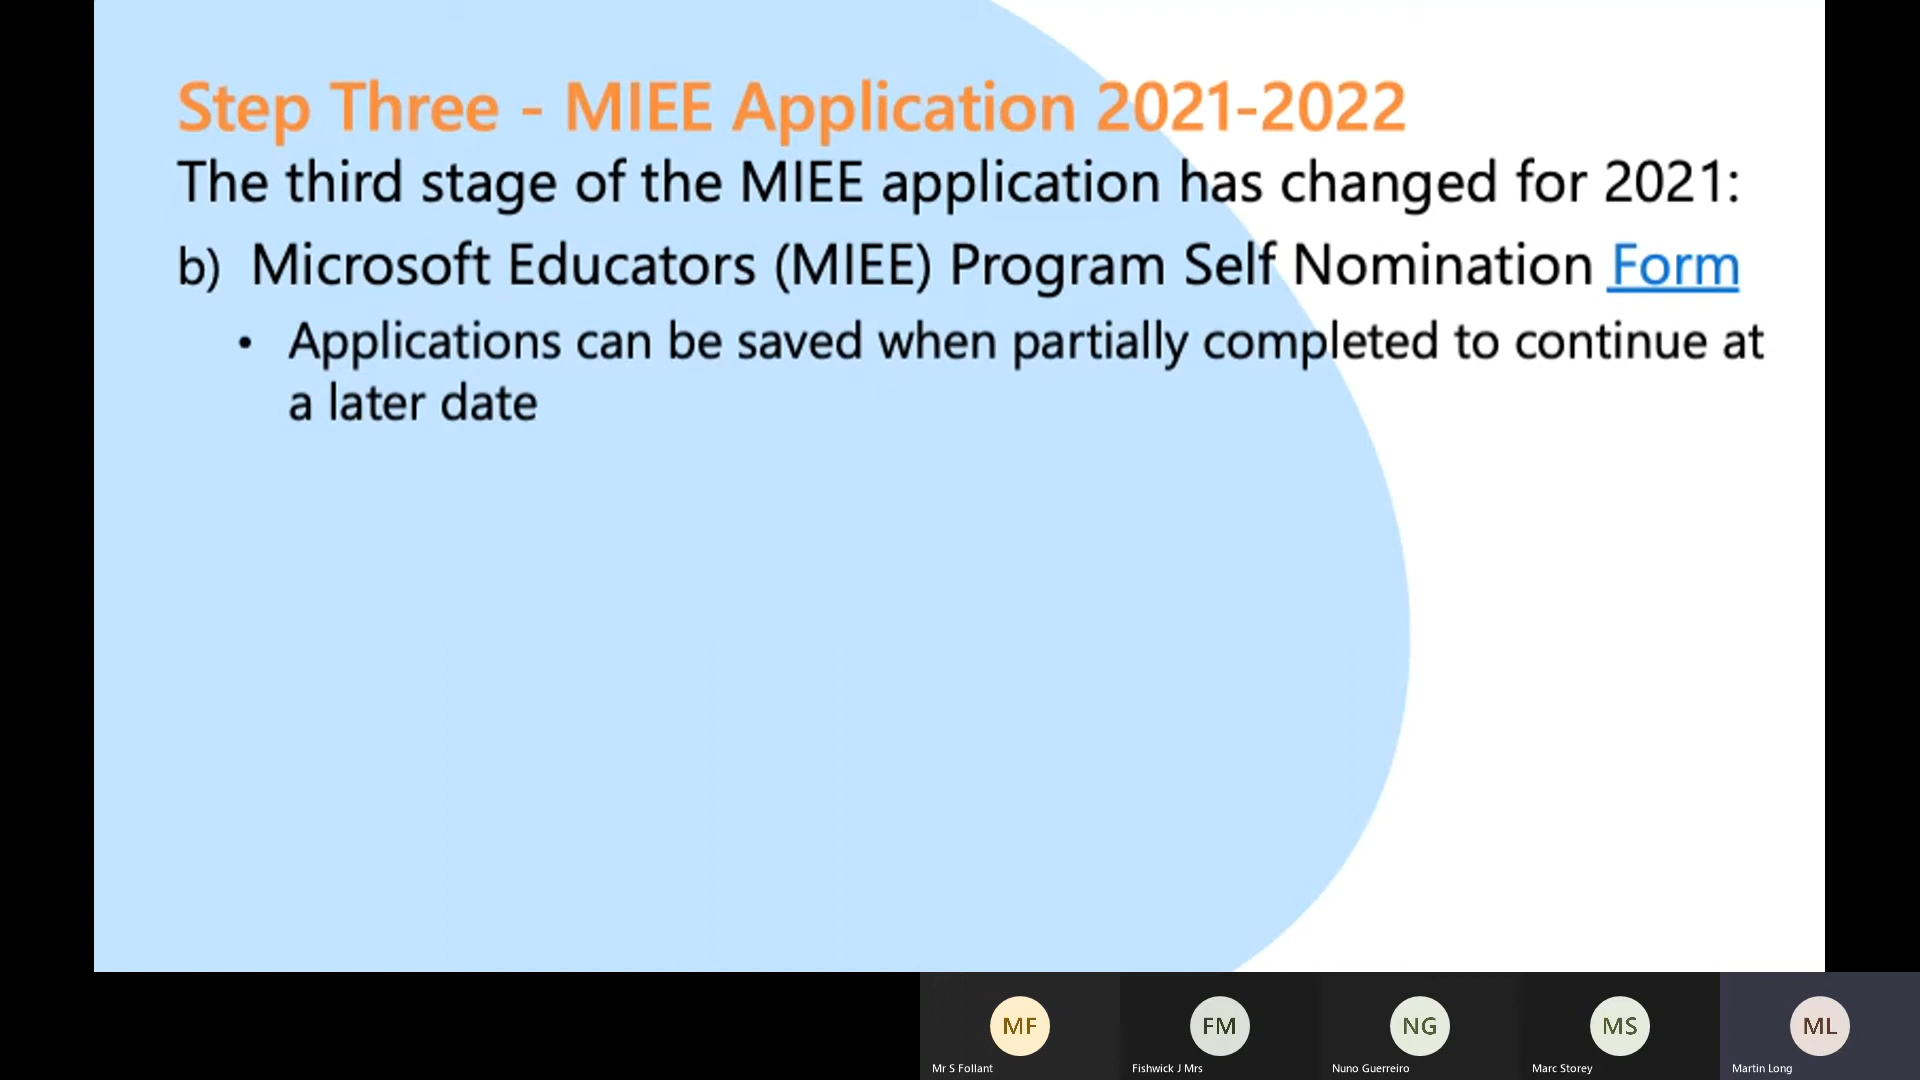 Step Three - MIEE Application 2021-2022
The third stage of the MIEE application has changed for 2021:
b) Microsoft Educators (MIEE) Program Self Nomination Form
• Applications can be saved when partially completed to continue at
a later date
MF FM NG MS ML
Mr S Follant Fishwick J Mrs Nuno Guerreiro Marc Storey Martin Long